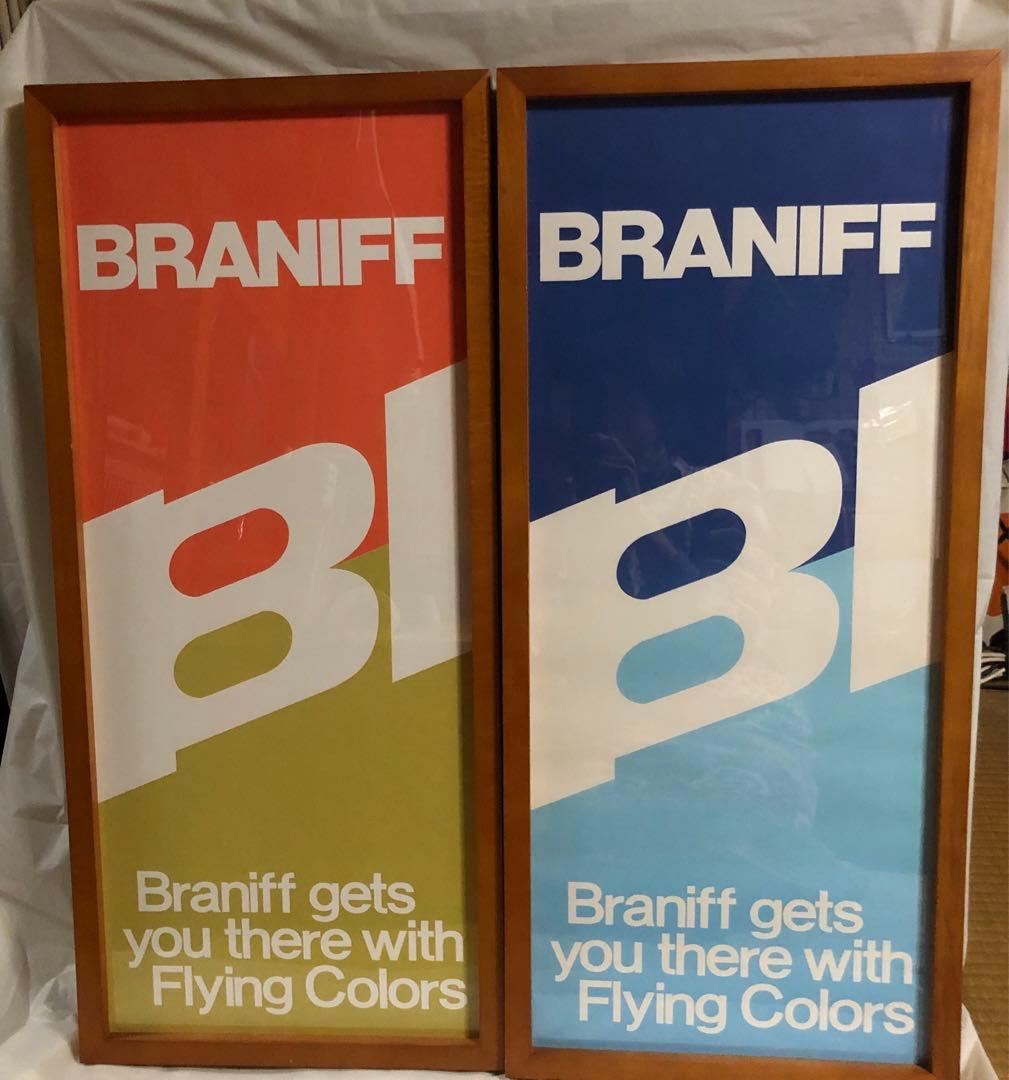 BRANIFF
BI
Braniff gets
you there with
Flying Colors
BRANIFF
BI
Braniff gets
you there with
Flying Colors